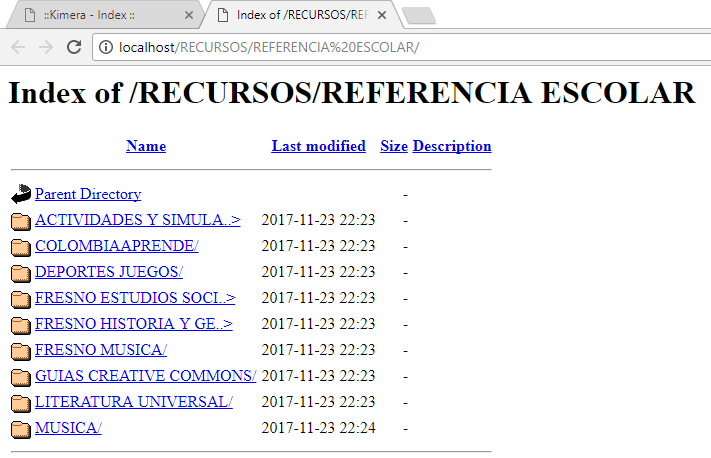 ::Kimera - Index ::
Index of /RECURSOS/REF
localhost/RECURSOS/REFERENCIA%20ESCOLAR/
Index of /RECURSOS/REFERENCIA ESCOLAR
Name Last modified Size Description
Parent Directory -
ACTIVIDADES Y SIMULA..> 2017-11-23 22:23 -
COLOMBIAAPRENDE/ 2017-11-23 22:23 -
DEPORTES JUEGOS/ 2017-11-23 22:23 -
FRESNO ESTUDIOS SOCI..> 2017-11-23 22:23 -
FRESNO HISTORIA Y GE..> 2017-11-23 22:23 -
FRESNO MUSICA/ 2017-11-23 22:23 -
GUIAS CREATIVE COMMONS/ 2017-11-23 22:23 -
LITERATURA UNIVERSAL/ 2017-11-23 22:23 -
MUSICA/ 2017-11-23 22:24 -